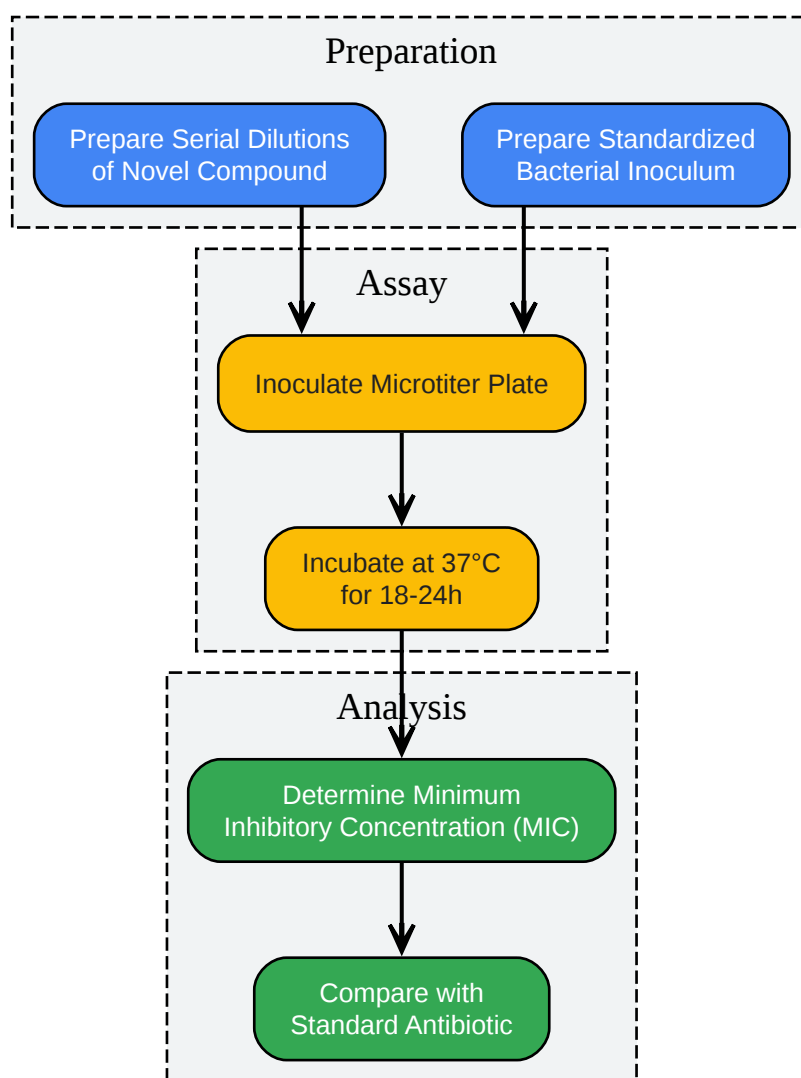 Preparation
Prepare Serial Dilutions
of Novel Compound
Prepare Standardized
Bacterial Inoculum
Assay
Inoculate Microtiter Plate
Incubate at 37°C
for 18-24h
Analysis
Determine Minimum
Inhibitory Concentration (MIC)
Compare with
Standard Antibiotic